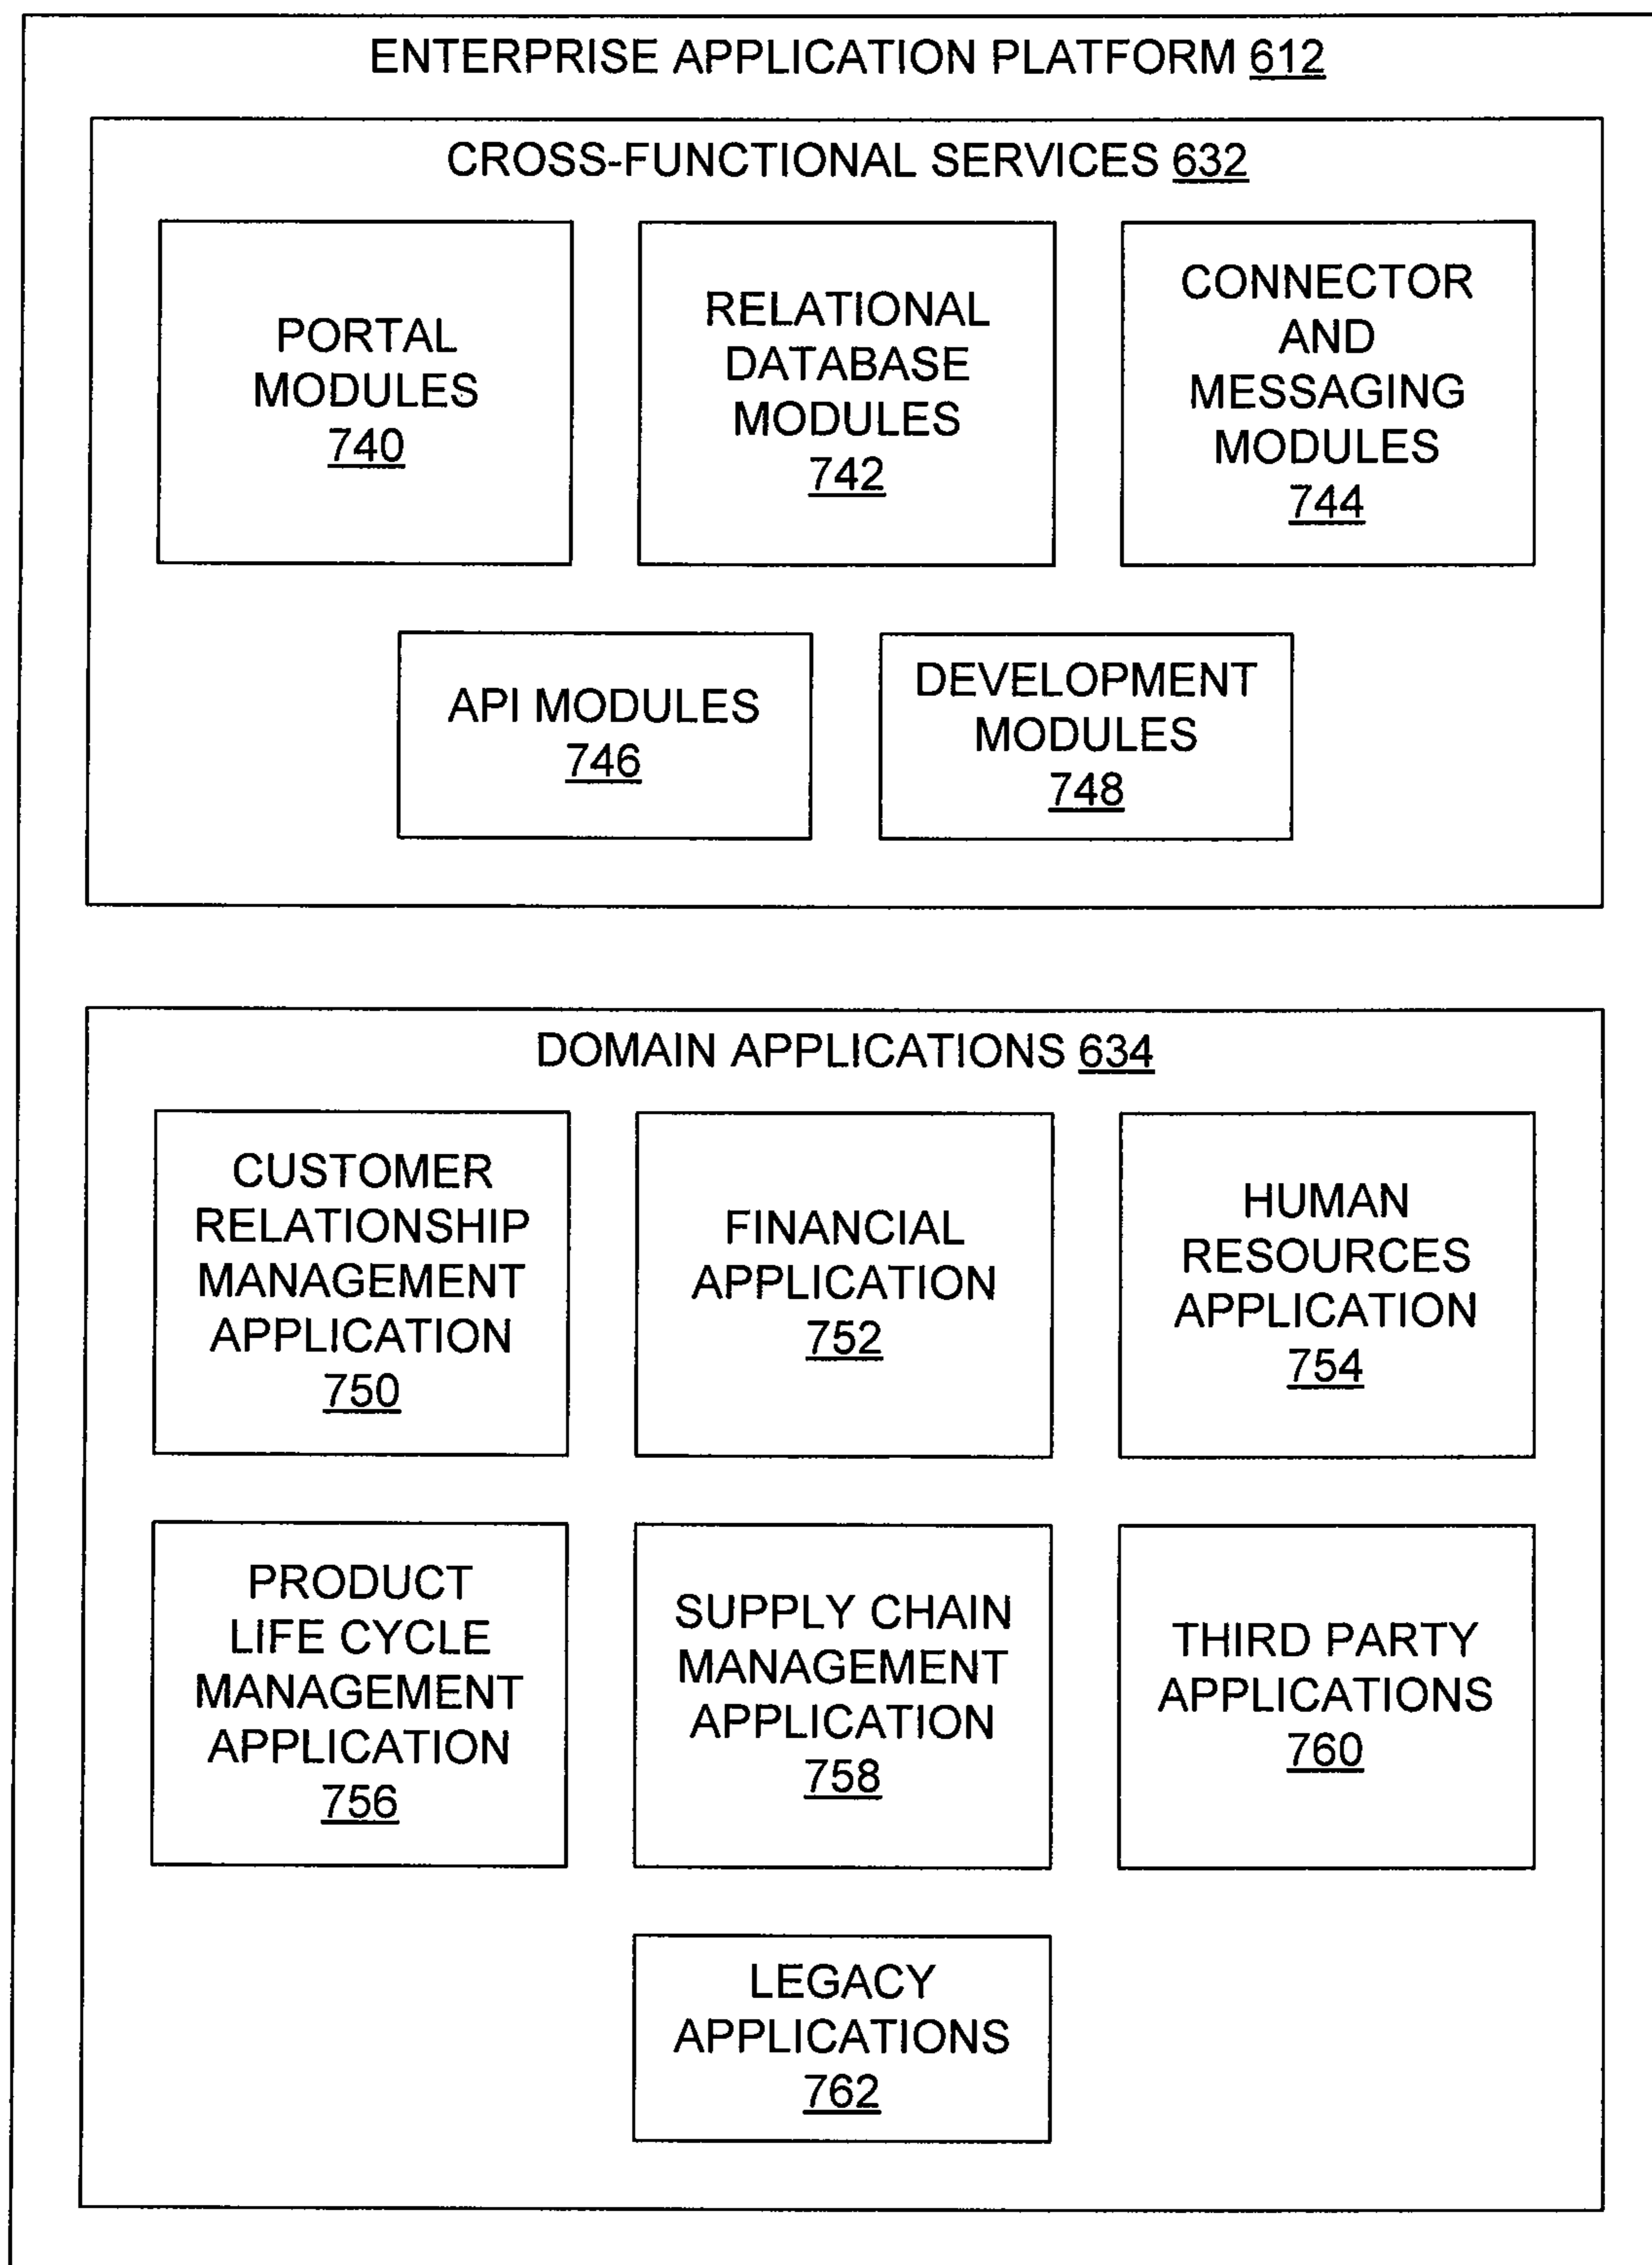 ENTERPRISE APPLICATION PLATFORM 612
CROSS-FUNCTIONAL SERVICES 632
PORTAL
MODULES
740
RELATIONAL
DATABASE
MODULES
742
CONNECTOR
AND
MESSAGING
MODULES
744
API MODULES
746
DEVELOPMENT
MODULES
748
DOMAIN APPLICATIONS 634
CUSTOMER
RELATIONSHIP
MANAGEMENT
APPLICATION
750
FINANCIAL
APPLICATION
752
HUMAN
RESOURCES
APPLICATION
754
PRODUCT
LIFE CYCLE
MANAGEMENT
APPLICATION
756
SUPPLY CHAIN
MANAGEMENT
APPLICATION
758
THIRD PARTY
APPLICATIONS
760
LEGACY
APPLICATIONS
762